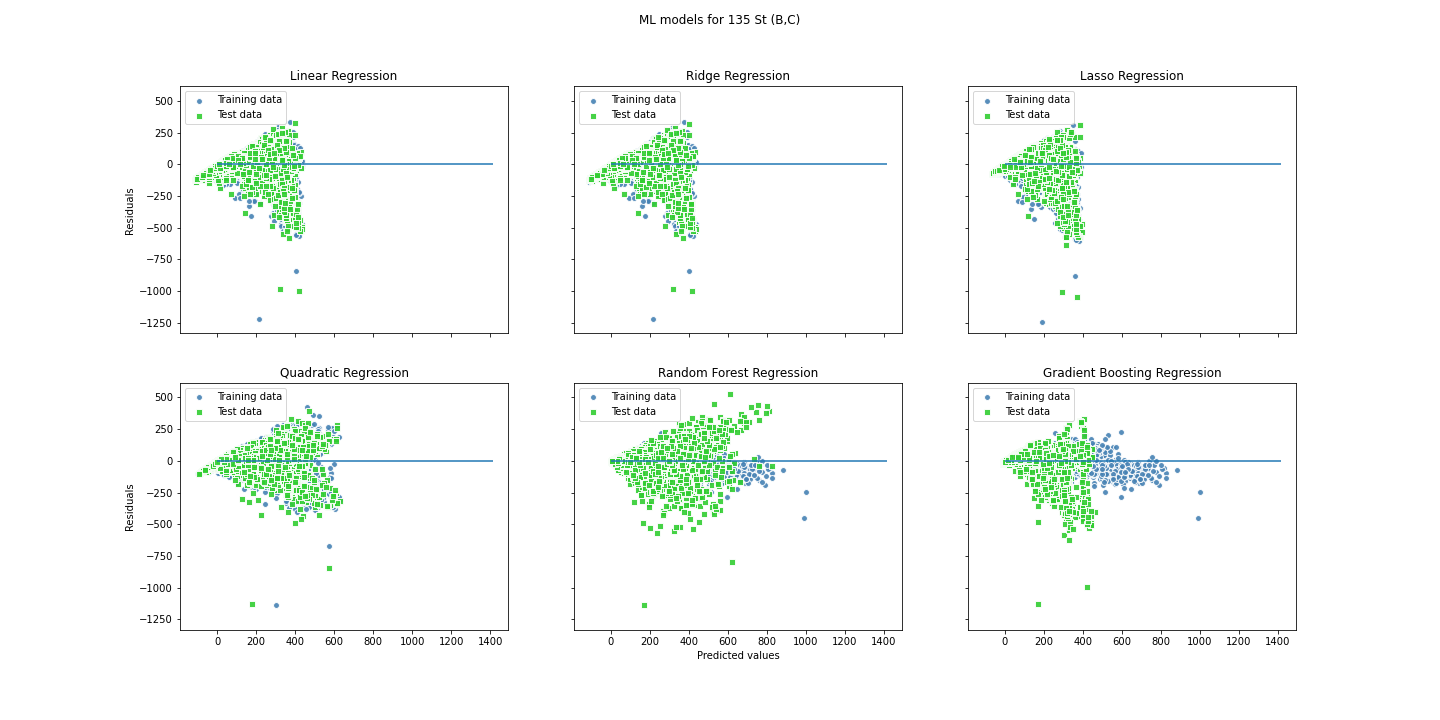 ML models for 135 St (B,C)
Linear Regression
Ridge Regression
Lasso Regression
Training data
Test data
Training data
Test data
Training data
Test data
500
250
0
−250
−500
−750
−1000
−1250
Residuals
Quadratic Regression
Random Forest Regression
Gradient Boosting Regression
Training data
Test data
Training data
Test data
Training data
Test data
500
250
0
−250
−500
−750
−1000
−1250
Residuals
0 200 400 600 800 1000 1200 1400
0 200 400 600 800 1000 1200 1400
0 200 400 600 800 1000 1200 1400
Predicted values